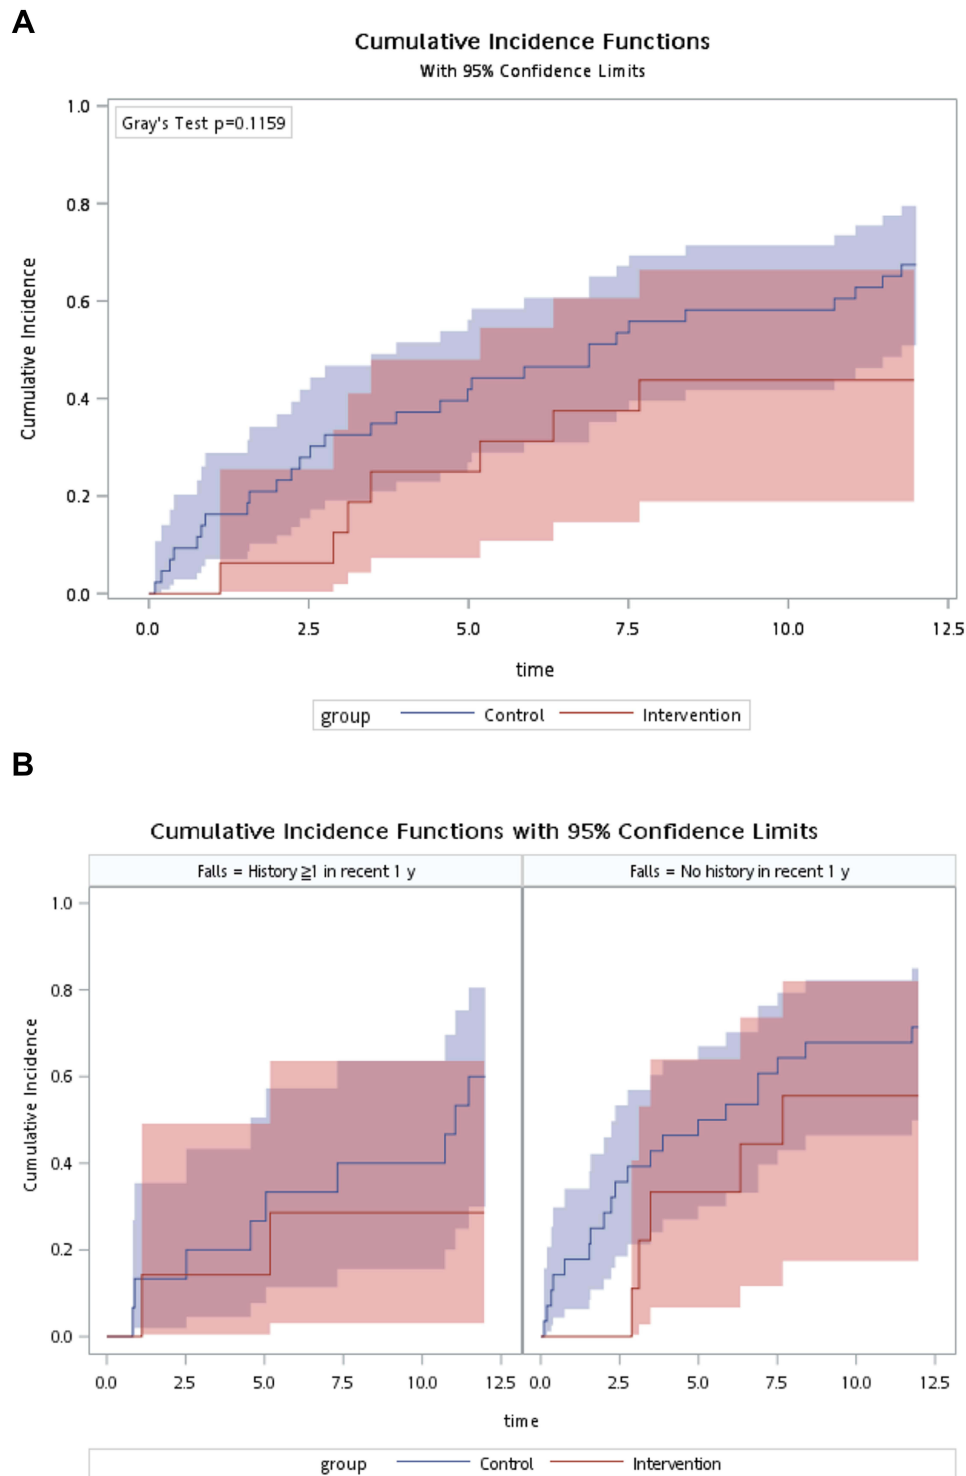 A
Cumulative Incidence Functions
With 95% Confidence Limits
Gray's Test p=0.1159
1.0
0.8
0.6
0.4
0.2
0.0
Cumulative Incidence
0.0 2.5 5.0 7.5 10.0 12.5
time
group Control Intervention
B
Cumulative Incidence Functions with 95% Confidence Limits
Falls = History ≧1 in recent 1 y
Falls = No history in recent 1 y
1.0
0.8
0.6
0.4
0.2
0.0
Cumulative Incidence
0.0 2.5 5.0 7.5 10.0 12.5 0.0 2.5 5.0 7.5 10.0 12.5
time
group Control Intervention